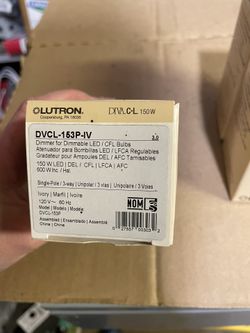 LUTRON.
Coopersburg, PA 18036
DIVA. C•L 150W
DVCL-153P-IV
Dimmer for Dimmable LED / CFL Bulbs
Atenuador para Bombillas LED / LFCA Regulables
Gradateur pour Ampoules DEL / AFC Tamisables
150 W LED | DEL / CFL | LFCA | AFC
600 W Inc. / Hal.
Single-Pole / 3-way | Unipolar / 3 vías | Unipolaire / 3 Voies
Ivory | Marfil | Ivoire
120 V~ 60 Hz
Model | Modelo | Modèle
DVCL-153P
Assembled | Ensamblado | Assemblé
China | Chine
NOM